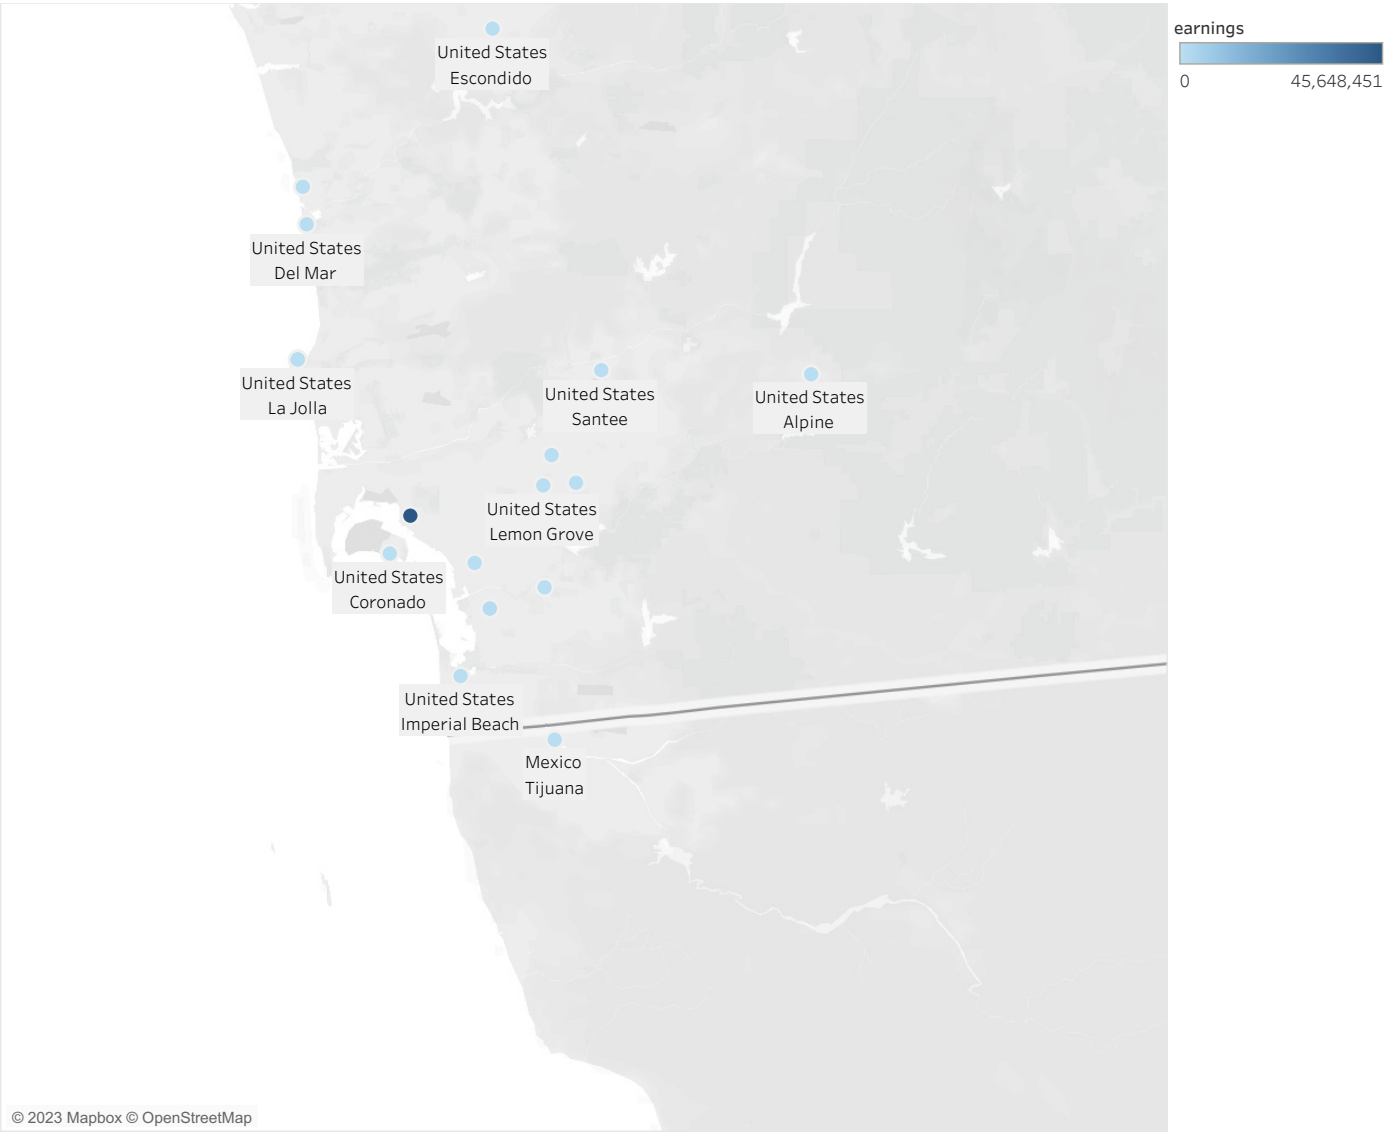 earnings
0
45,648,451
United States
Escondido
United States
Del Mar
United States
La Jolla
United States
Santee
United States
Alpine
United States
Lemon Grove
United States
Coronado
United States
Imperial Beach
Mexico
Tijuana
© 2023 Mapbox © OpenStreetMap